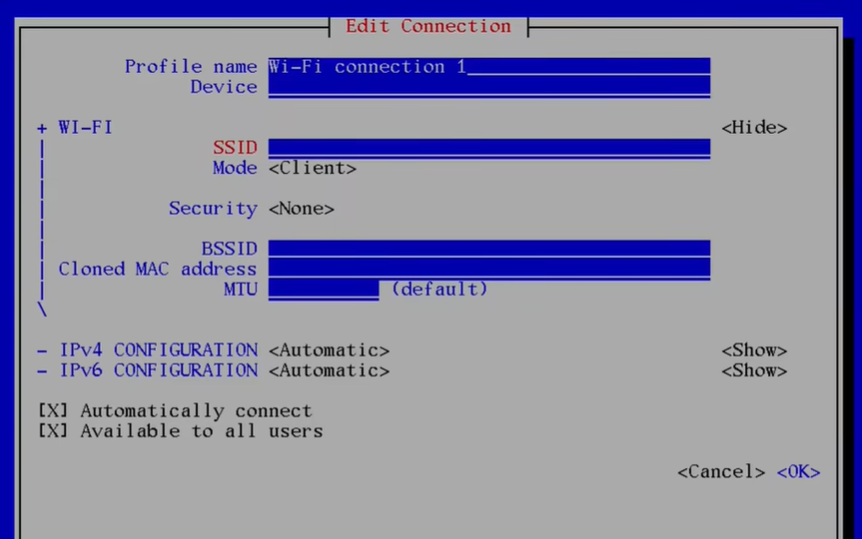 Edit Connection
Profile name Wi-Fi connection 1
Device
+ WI-FI <Hide>
SSID
Mode <Client>
Security <None>
BSSID
Cloned MAC address
MTU (default)
- IPv4 CONFIGURATION <Automatic> <Show>
- IPv6 CONFIGURATION <Automatic> <Show>
[X] Automatically connect
[X] Available to all users
<Cancel> <OK>